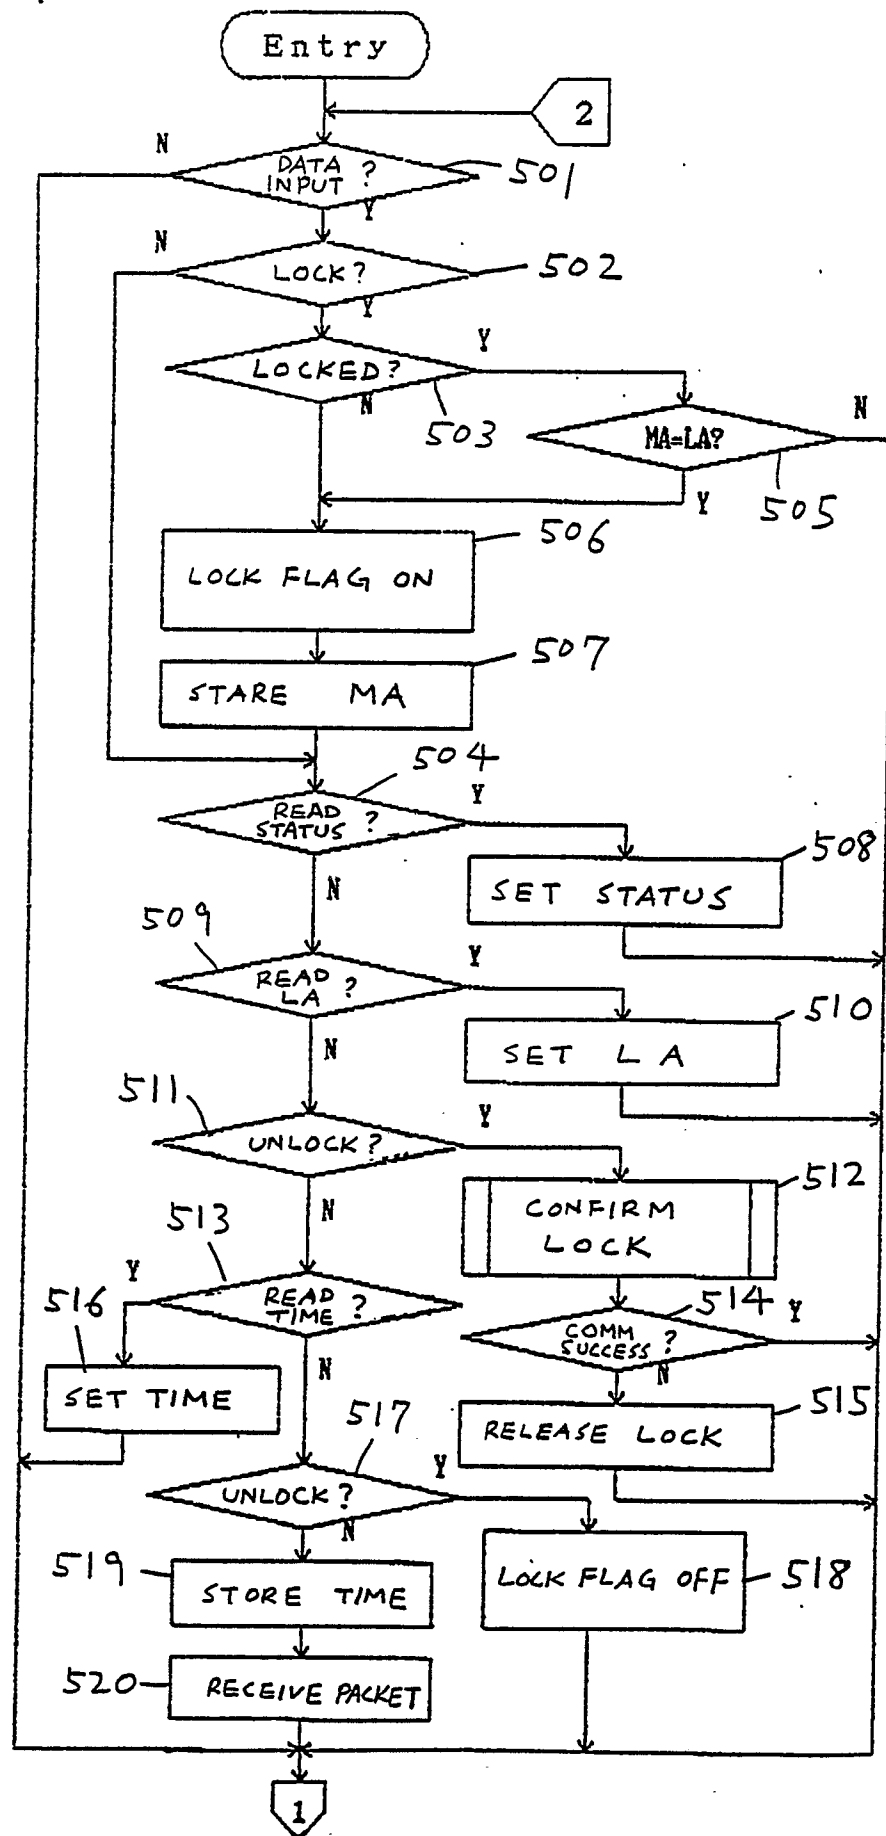 Entry
2
N
DATA
INPUT ?
501
Y
N
LOCK?
502
Y
LOCKED?
Y
N
503
MA=LA?
N
Y
505
506
LOCK FLAG ON
507
STARE MA
504
READ
STATUS ?
Y
N
508
SET STATUS
509
READ
LA ?
Y
N
510
SET LA
511
UNLOCK?
Y
N
512
CONFIRM
LOCK
513
Y
READ
TIME ?
N
514
COMM
SUCCESS ?
Y
N
516
SET TIME
515
RELEASE LOCK
517
UNLOCK?
Y
N
519
STORE TIME
LOCK FLAG OFF
518
520
RECEIVE PACKET
1